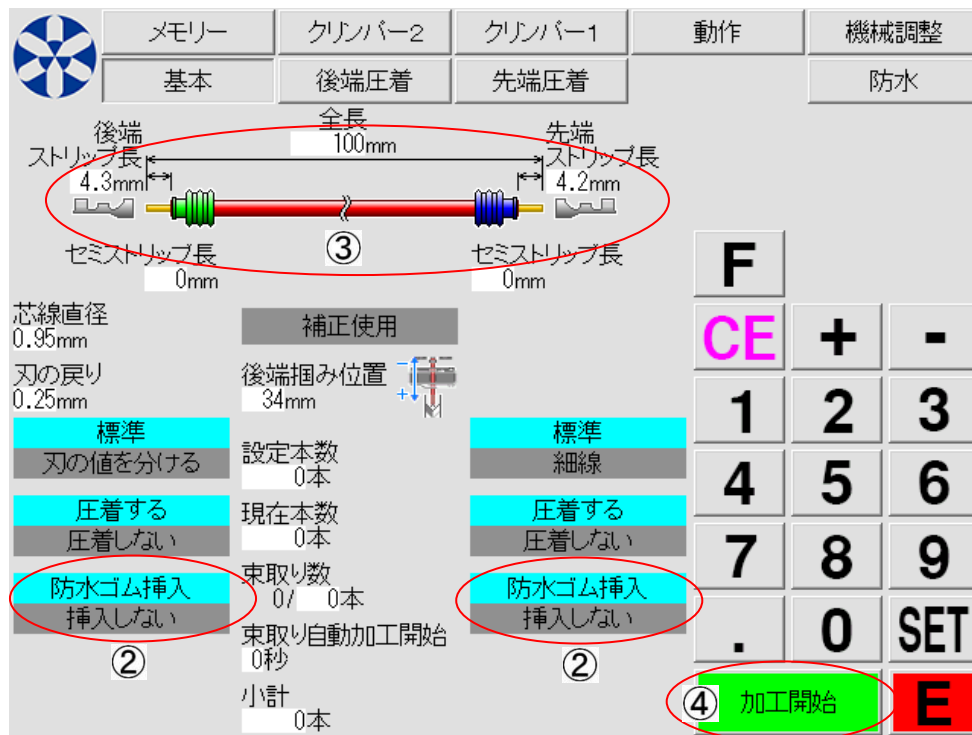 メモリー
クリンバー2
クリンバー1
動作
機械調整
基本
後端圧着
先端圧着
防水
全長
100mm
後端
ストリップ長
4.3mm
先端
ストリップ長
4.2mm
③
セミストリップ長
0mm
セミストリップ長
0mm
芯線直径
0.95mm
補正使用
刃の戻り
0.25mm
後端掴み位置
34mm
-
+
標準
刃の値を分ける
設定本数
0本
標準
細線
圧着する
圧着しない
現在本数
0本
圧着する
圧着しない
防水ゴム挿入
挿入しない
②
束取り数
0/ 0本
防水ゴム挿入
挿入しない
②
束取り自動加工開始
0秒
小計
0本
F
CE + -
1 2 3
4 5 6
7 8 9
. 0 SET
④ 加工開始 E